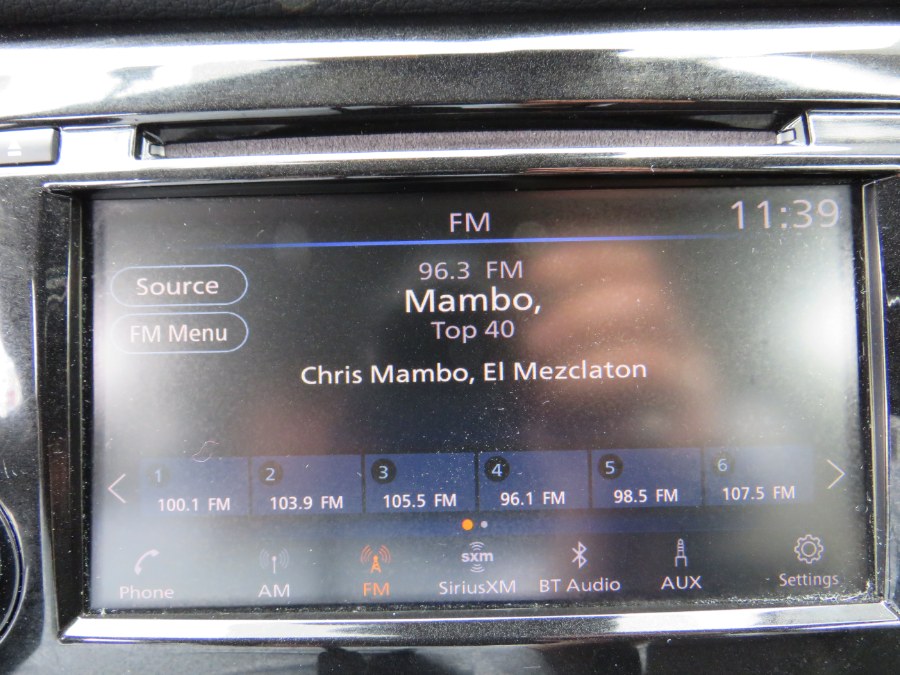 FM
11:39
Source
FM Menu
96.3 FM
Mambo,
Top 40
Chris Mambo, El Mezclaton
1
100.1 FM
2
103.9 FM
3
105.5 FM
4
96.1 FM
5
98.5 FM
6
107.5 FM
Phone
AM
FM
sxm
SiriusXM
BT Audio
AUX
Settings